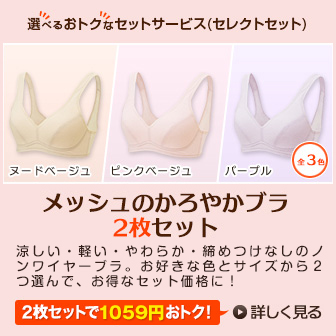 選べるおトクなセットサービス(セレクトセット)
ヌードベージュ
ピンクベージュ
パープル
全3色
メッシュのかろやかブラ
2枚セット
涼しい・軽い・やわらか・締めつけなしのノ
ンワイヤーブラ。お好きな色とサイズから2
つ選んで、お得なセット価格に!
2枚セットで1059円おトク!
詳しく見る